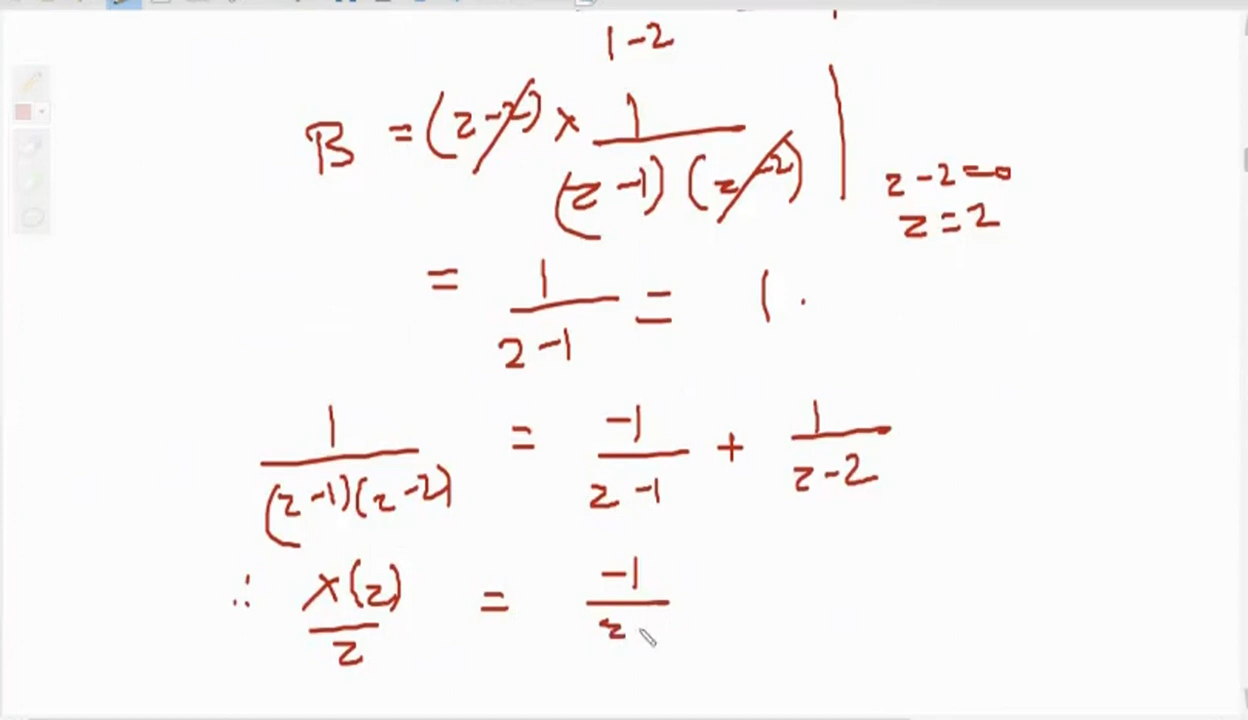 1-2
B = (z-2) × 1/((z-1)(z-2)) | z-2=0
z=2
= 1/(2-1) = 1.
1/((z-1)(z-2)) = -1/(z-1) + 1/(z-2)
∴ X(z)/z = -1/z